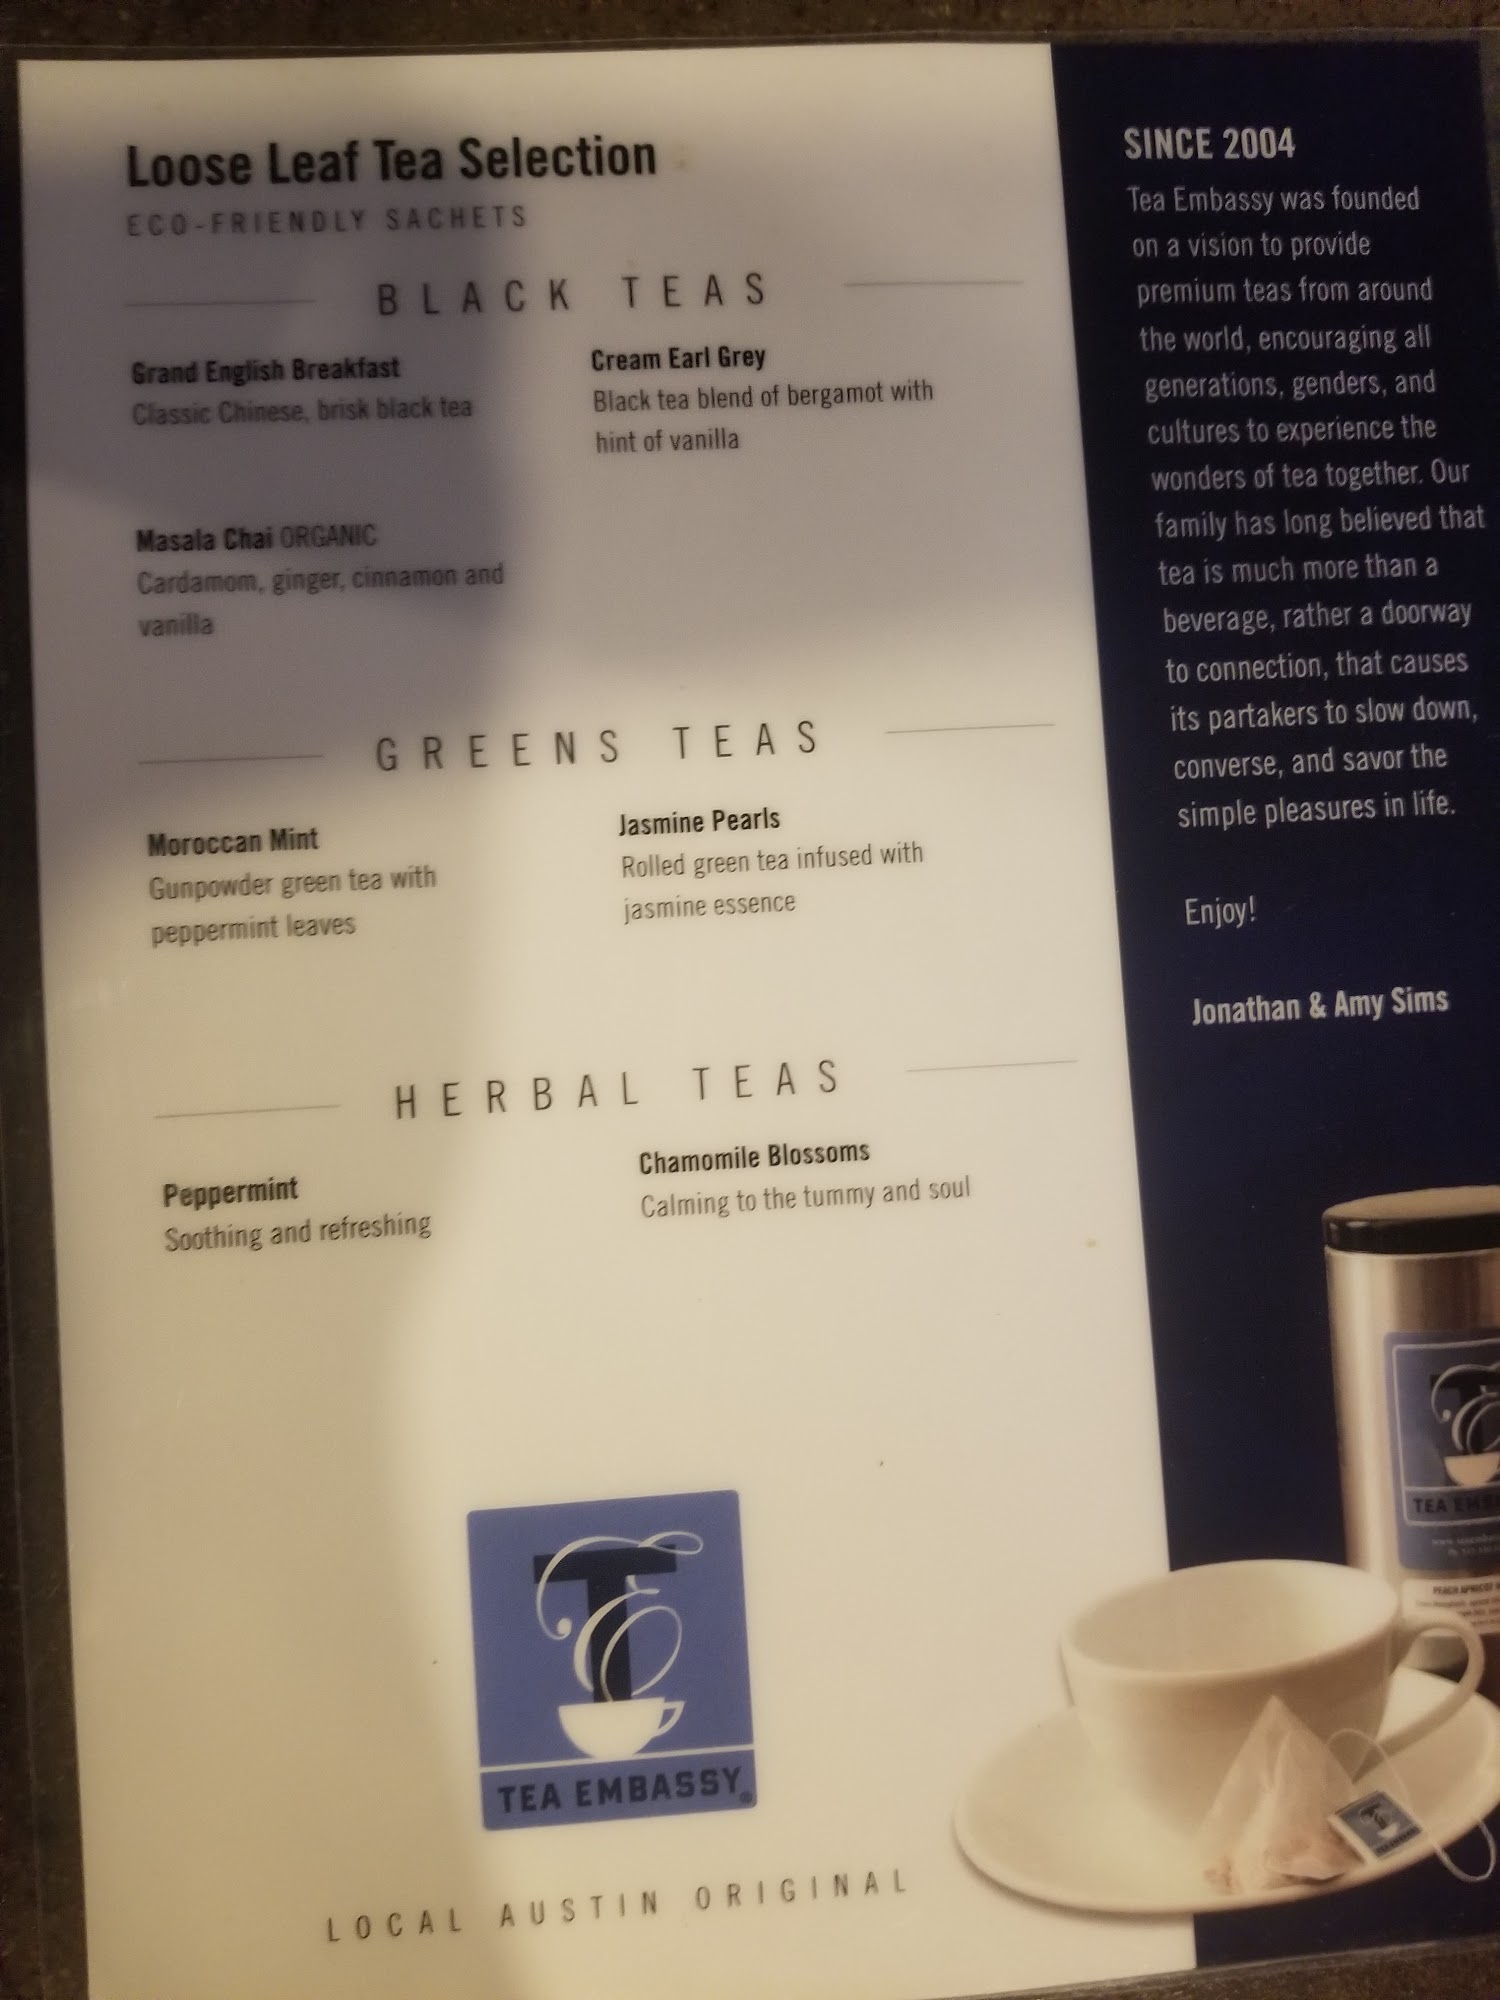 Loose Leaf Tea Selection
ECO-FRIENDLY SACHETS
BLACK TEAS
Grand English Breakfast
Classic Chinese, brisk black tea
Cream Earl Grey
Black tea blend of bergamot with
hint of vanilla
Masala Chai ORGANIC
Cardamom, ginger, cinnamon and
vanilla
GREENS TEAS
Moroccan Mint
Gunpowder green tea with
peppermint leaves
Jasmine Pearls
Rolled green tea infused with
jasmine essence
HERBAL TEAS
Peppermint
Soothing and refreshing
Chamomile Blossoms
Calming to the tummy and soul
TEA EMBASSY®
LOCAL AUSTIN ORIGINAL
SINCE 2004
Tea Embassy was founded
on a vision to provide
premium teas from around
the world, encouraging all
generations, genders, and
cultures to experience the
wonders of tea together. Our
family has long believed that
tea is much more than a
beverage, rather a doorway
to connection, that causes
its partakers to slow down,
converse, and savor the
simple pleasures in life.
Enjoy!
Jonathan & Amy Sims
TEA
PEACH APRICOT